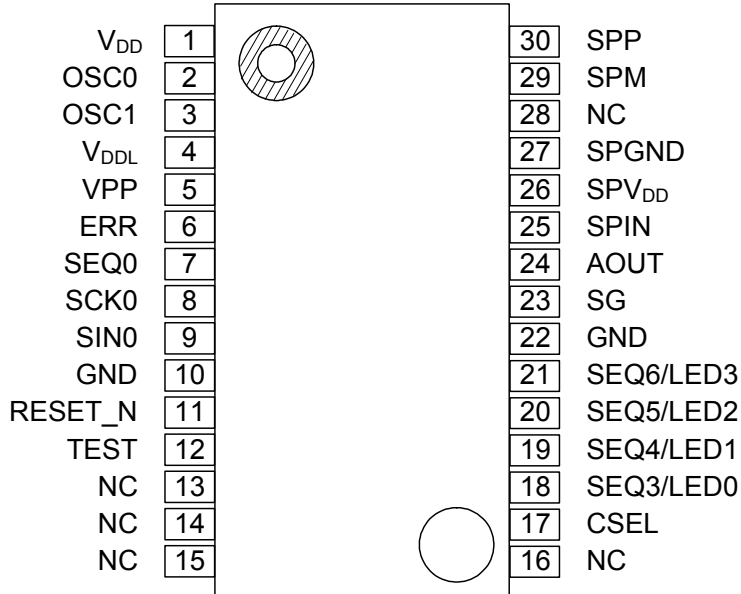 VDD 1 30 SPP
OSC0 2 29 SPM
OSC1 3 28 NC
VDDL 4 27 SPGND
VPP 5 26 SPVDD
ERR 6 25 SPIN
SEQ0 7 24 AOUT
SCK0 8 23 SG
SIN0 9 22 GND
GND 10 21 SEQ6/LED3
RESET_N 11 20 SEQ5/LED2
TEST 12 19 SEQ4/LED1
NC 13 18 SEQ3/LED0
NC 14 17 CSEL
NC 15 16 NC